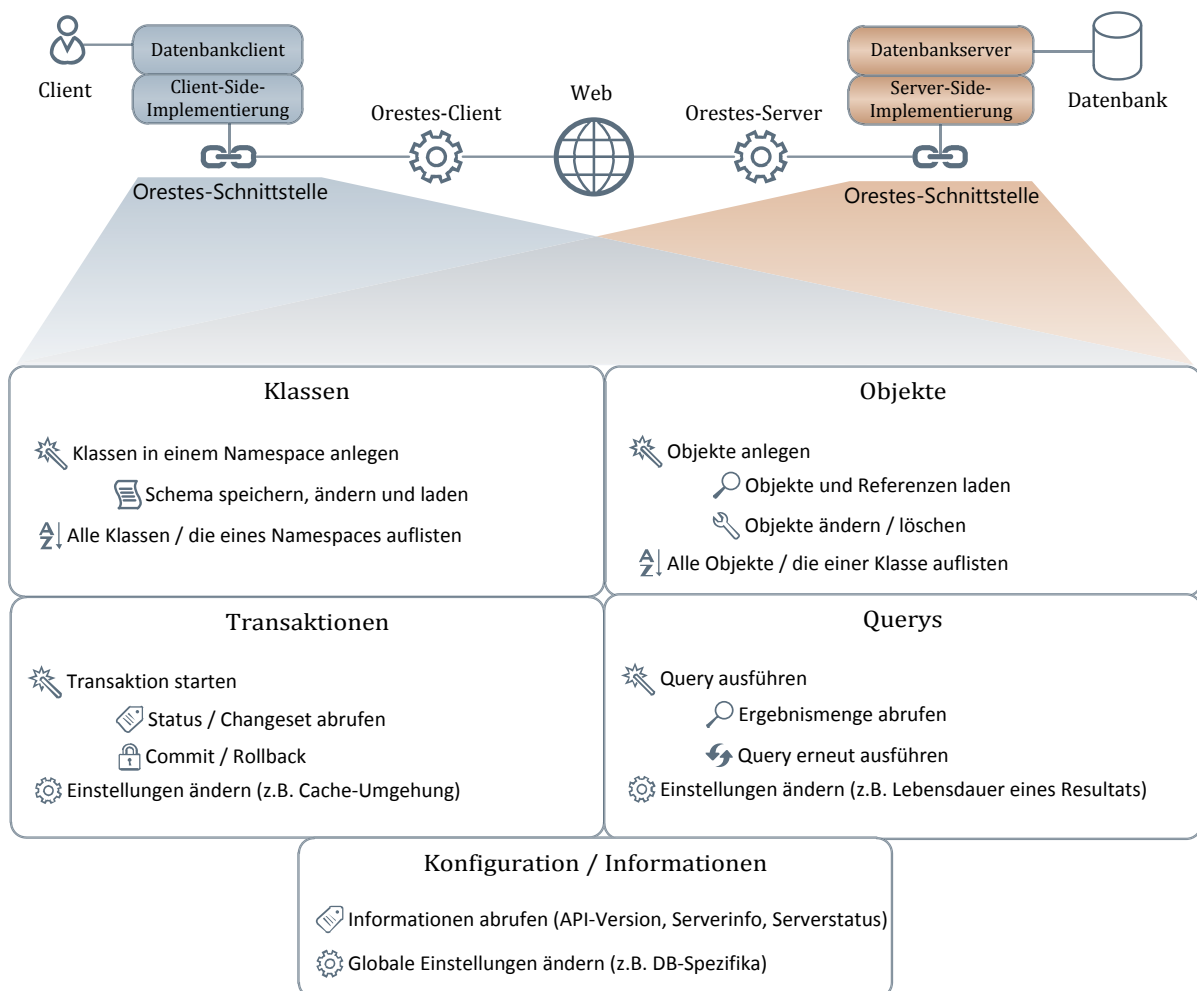 Client
Datenbankclient
Client-Side-
Implementierung
Orestes-Client
Web
Orestes-Server
Datenbankserver
Server-Side-
Implementierung
Datenbank
Orestes-Schnittstelle
Orestes-Schnittstelle
Klassen
Klassen in einem Namespace anlegen
Schema speichern, ändern und laden
Alle Klassen / die eines Namespaces auflisten
Objekte
Objekte anlegen
Objekte und Referenzen laden
Objekte ändern / löschen
Alle Objekte / die einer Klasse auflisten
Transaktionen
Transaktion starten
Status / Changeset abrufen
Commit / Rollback
Einstellungen ändern (z.B. Cache-Umgehung)
Querys
Query ausführen
Ergebnismenge abrufen
Query erneut ausführen
Einstellungen ändern (z.B. Lebensdauer eines Resultats)
Konfiguration / Informationen
Informationen abrufen (API-Version, Serverinfo, Serverstatus)
Globale Einstellungen ändern (z.B. DB-Spezifika)